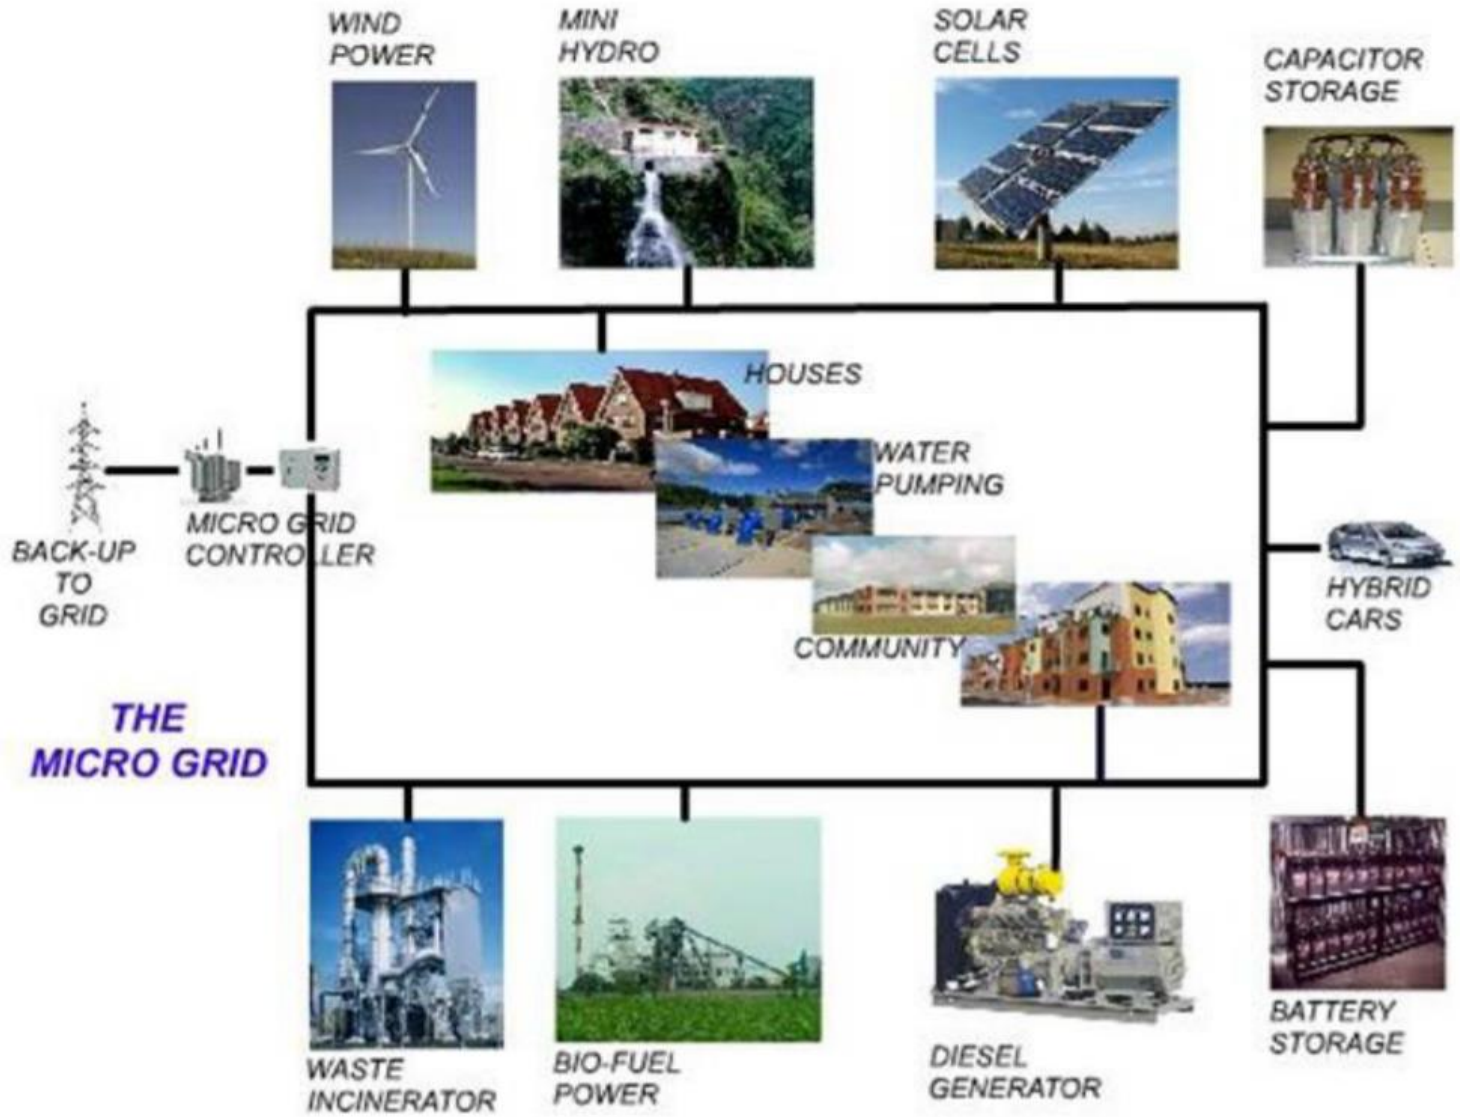 WIND
POWER
MINI
HYDRO
SOLAR
CELLS
CAPACITOR
STORAGE
HOUSES
WATER
PUMPING
COMMUNITY
BACK-UP
TO
GRID
MICRO GRID
CONTROLLER
HYBRID
CARS
THE
MICRO GRID
WASTE
INCINERATOR
BIO-FUEL
POWER
DIESEL
GENERATOR
BATTERY
STORAGE